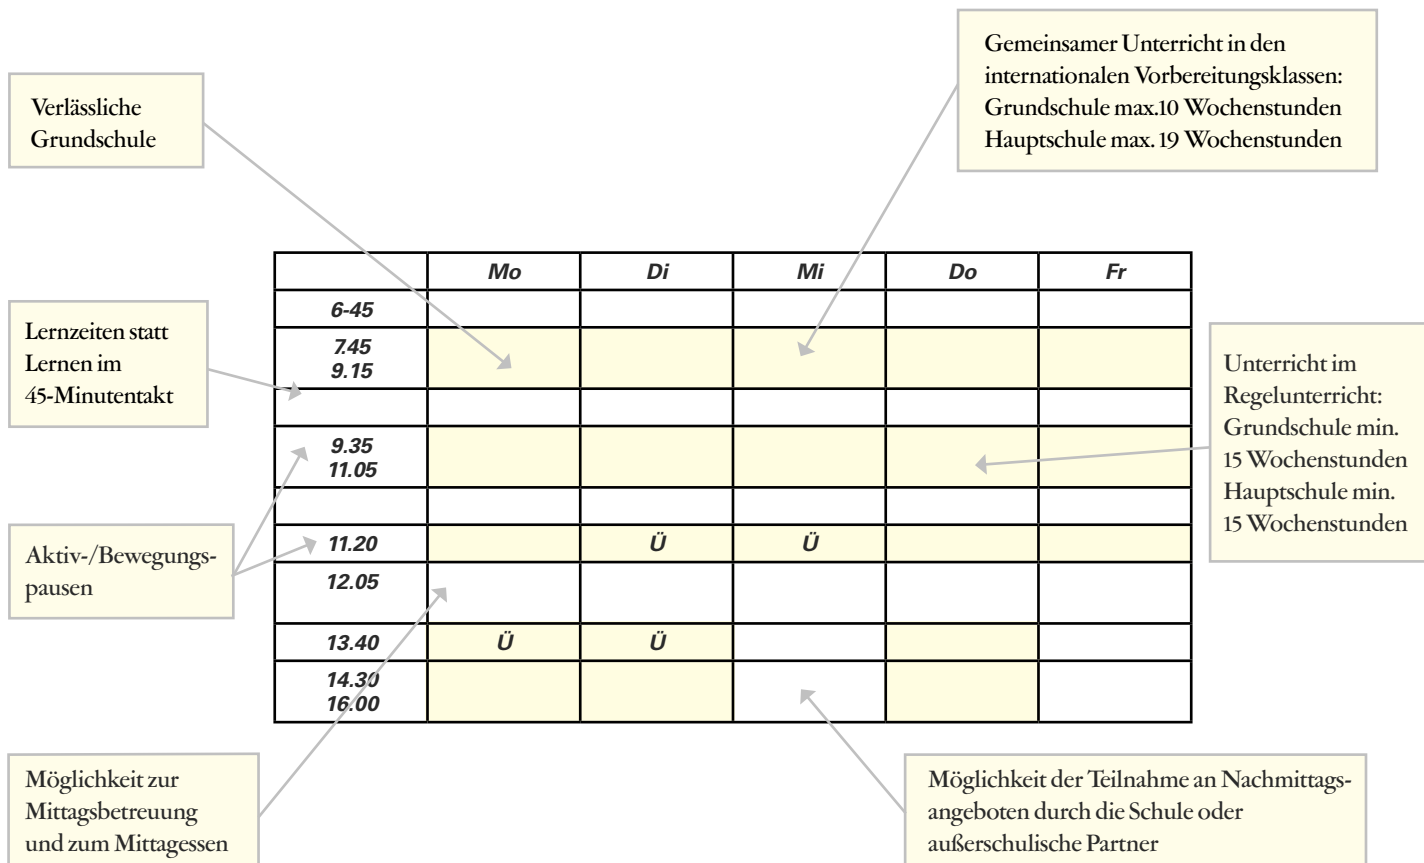 Gemeinsamer Unterricht in den
internationalen Vorbereitungsklassen:
Grundschule max.10 Wochenstunden
Hauptschule max. 19 Wochenstunden
Verlässliche
Grundschule
Mo Di Mi Do Fr
6-45
7.45
9.15
9.35
11.05
11.20 Ü Ü
12.05
13.40 Ü Ü
14.30
16.00
Lernzeiten statt
Lernen im
45-Minutentakt
Unterricht im
Regelunterricht:
Grundschule min.
15 Wochenstunden
Hauptschule min.
15 Wochenstunden
Aktiv-/Bewegungs-
pausen
Möglichkeit zur
Mittagsbetreuung
und zum Mittagessen
Möglichkeit der Teilnahme an Nachmittags-
angeboten durch die Schule oder
außerschulische Partner